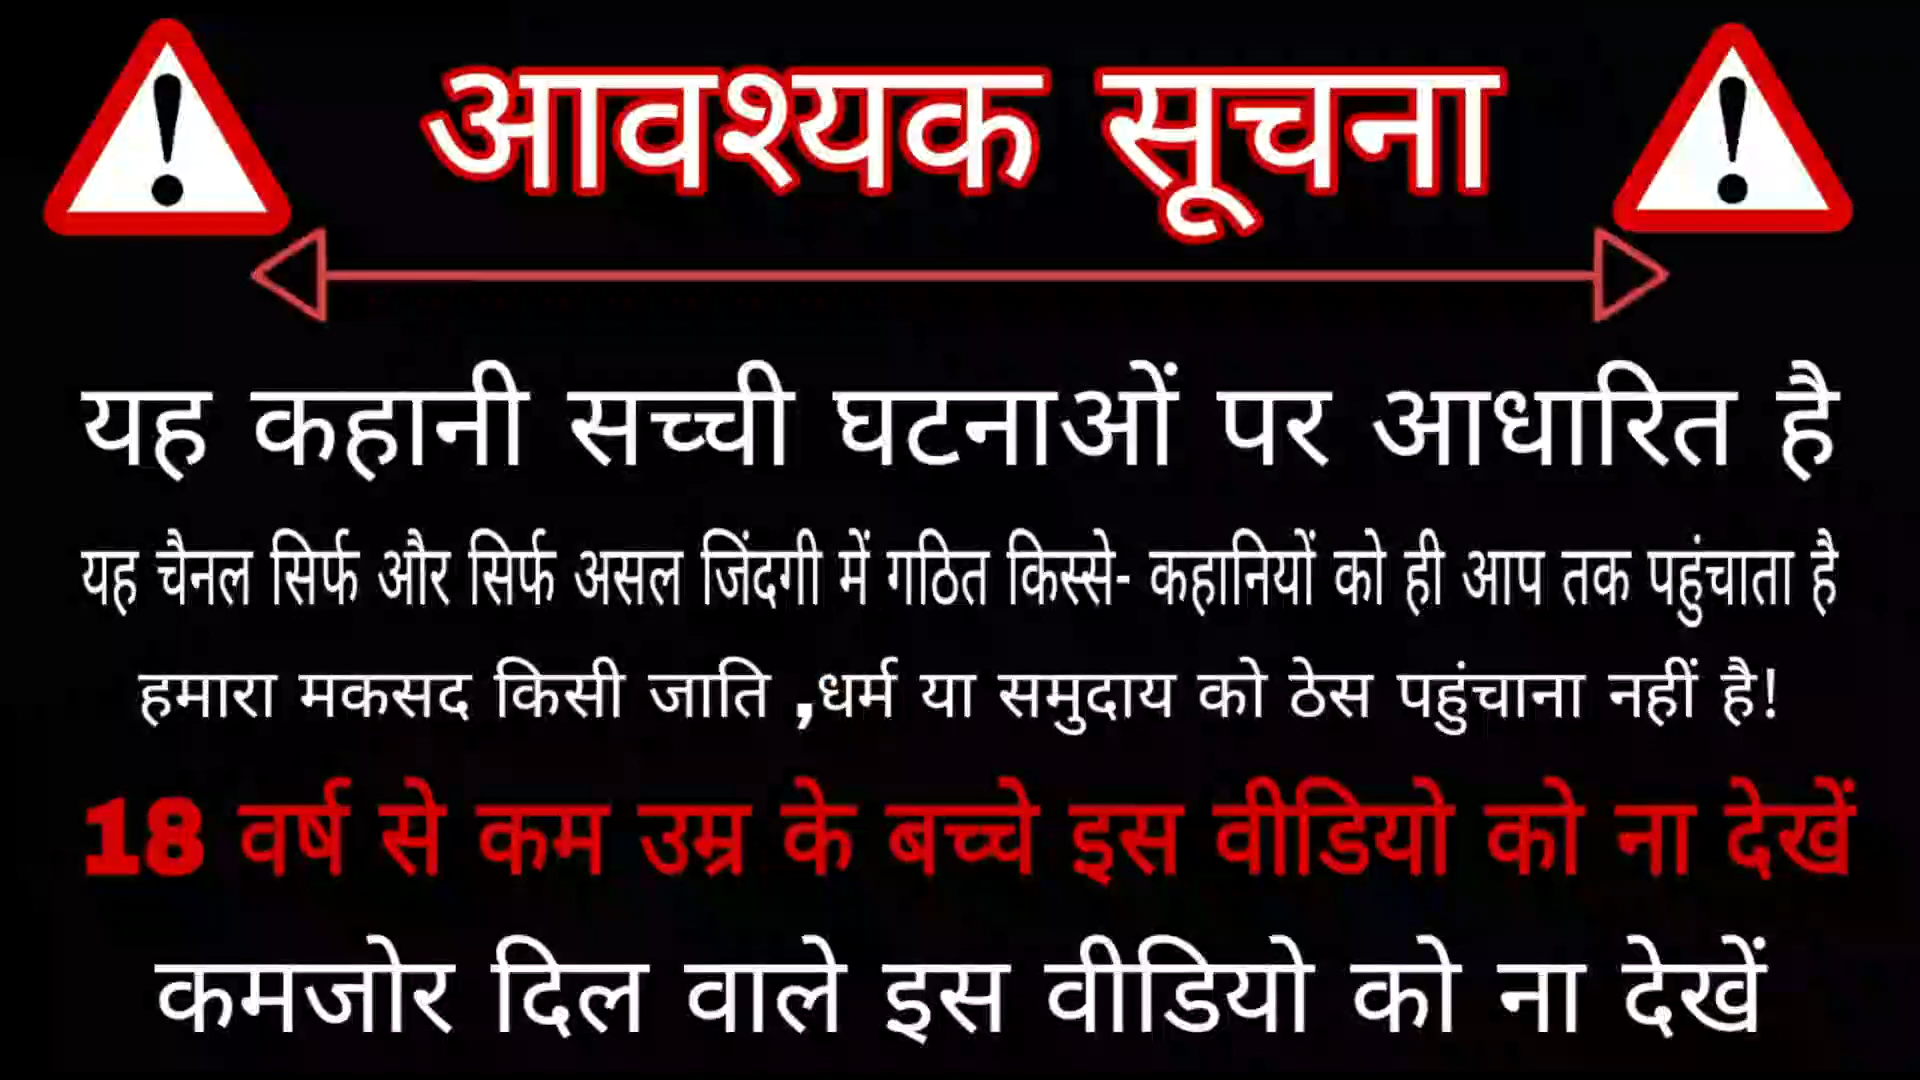 आवश्यक सूचना
यह कहानी सच्ची घटनाओं पर आधारित है
यह चैनल सिर्फ और सिर्फ असल जिंदगी में गठित किस्से- कहानियों को ही आप तक पहुंचाता है
हमारा मकसद किसी जाति ,धर्म या समुदाय को ठेस पहुंचाना नहीं है!
18 वर्ष से कम उम्र के बच्चे इस वीडियो को ना देखें
कमजोर दिल वाले इस वीडियो को ना देखें